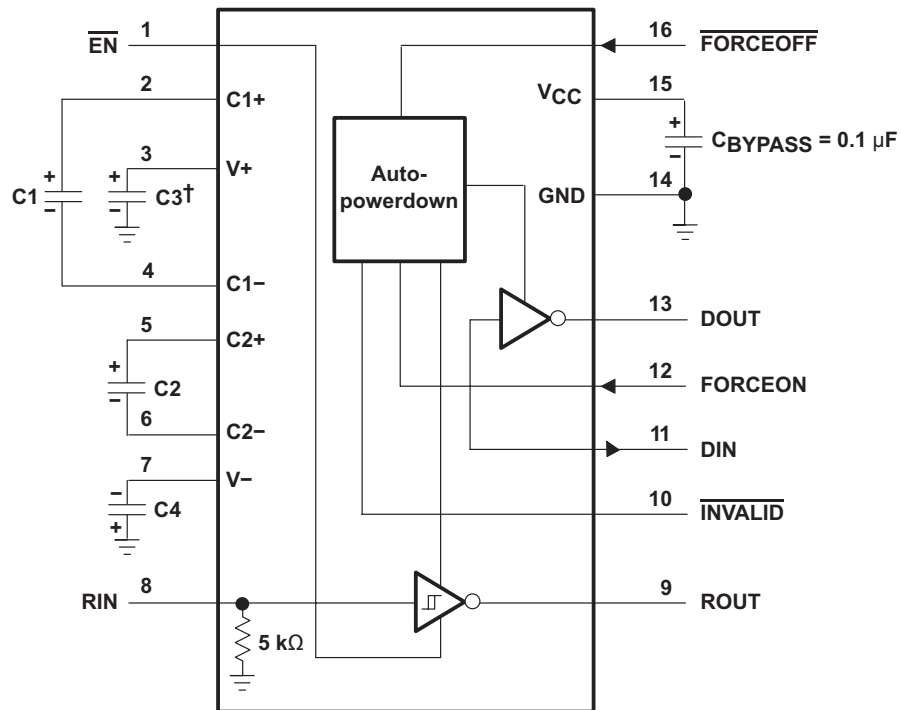 1
EN
16
FORCEOFF
2
C1+
VCC
15
+
CBYPASS = 0.1 µF
−
3
V+
+
C1
−
+
C3†
−
Auto-
powerdown
GND
14
4
C1−
13
DOUT
5
C2+
+
C2
−
12
FORCEON
6
C2−
11
DIN
7
V−
−
C4
+
10
INVALID
8
RIN
9
ROUT
5 kΩ